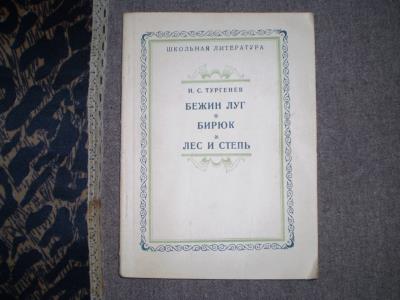 ШКОЛЬНАЯ ЛИТЕРАТУРА
И. С. ТУРГЕНЕВ
БЕЖИН ЛУГ
БИРЮК
ЛЕС И СТЕПЬ